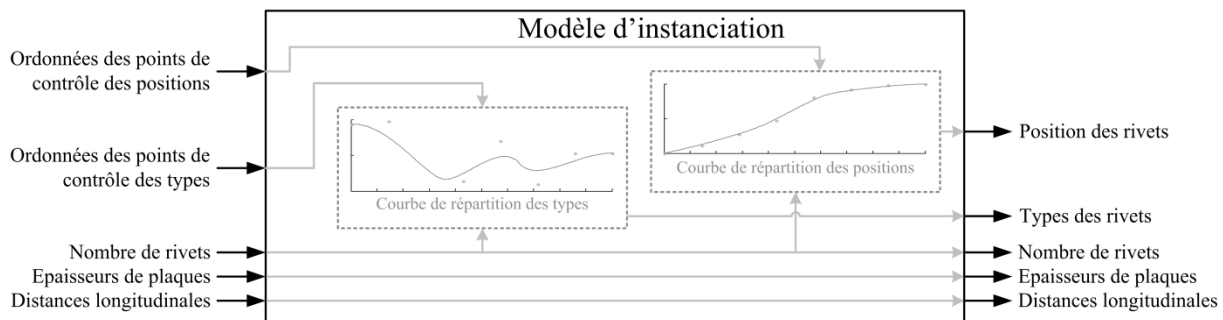 Modèle d'instanciation
Ordonnées des points de
contrôle des positions
Ordonnées des points de
contrôle des types
Nombre de rivets
Epaisseurs de plaques
Distances longitudinales
Courbe de répartition des types
Courbe de répartition des positions
Position des rivets
Types des rivets
Nombre de rivets
Epaisseurs de plaques
Distances longitudinales